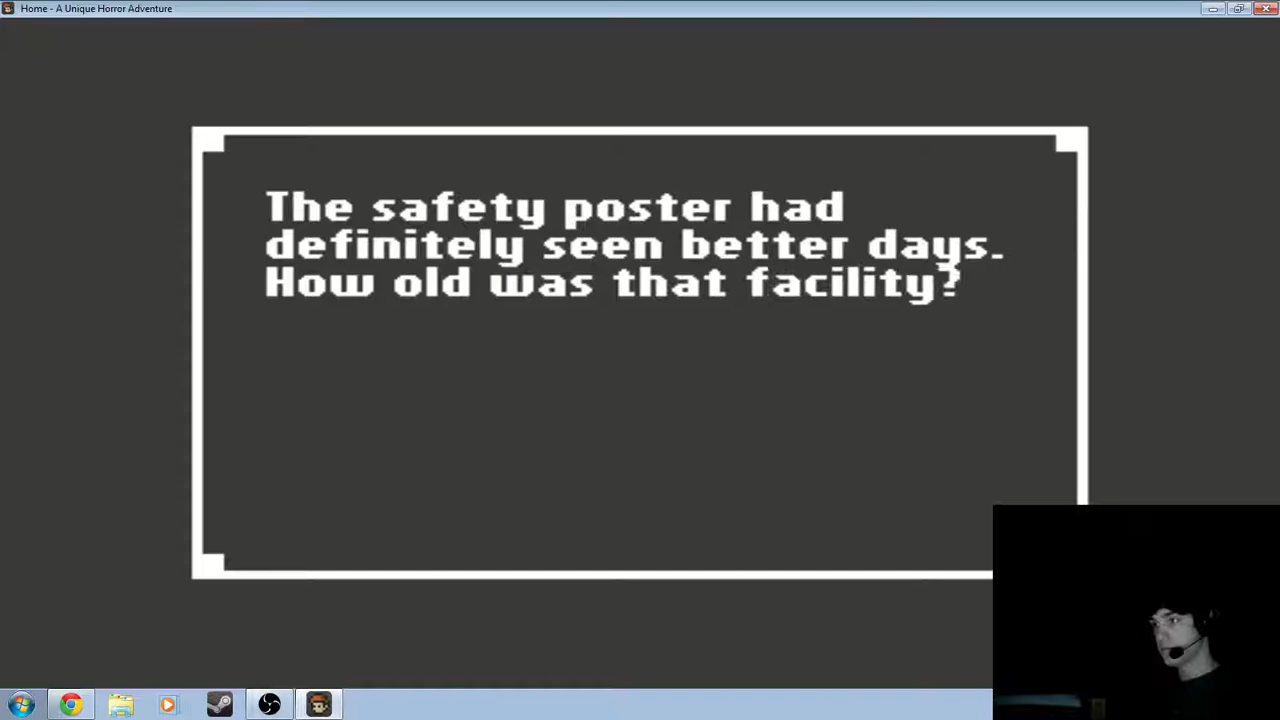 Home - A Unique Horror Adventure
The safety poster had
definitely seen better days.
How old was that facility?